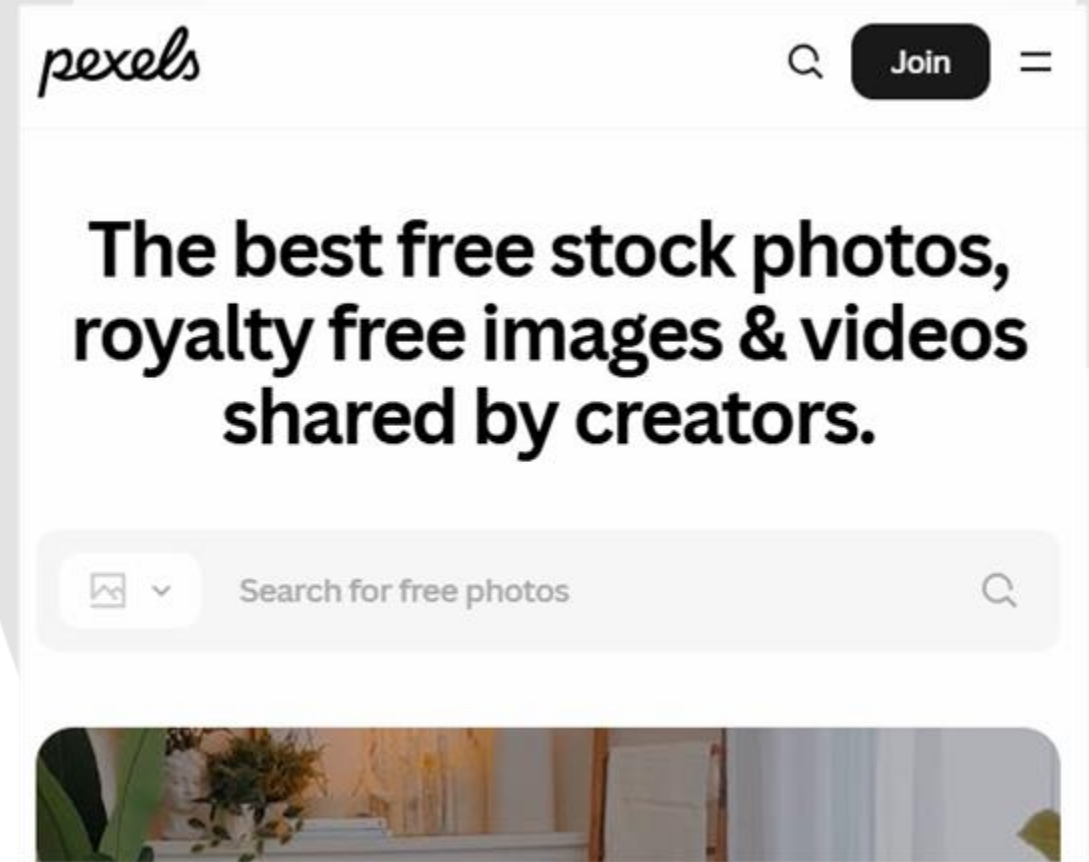 pexels
Join
The best free stock photos,
royalty free images & videos
shared by creators.
Search for free photos